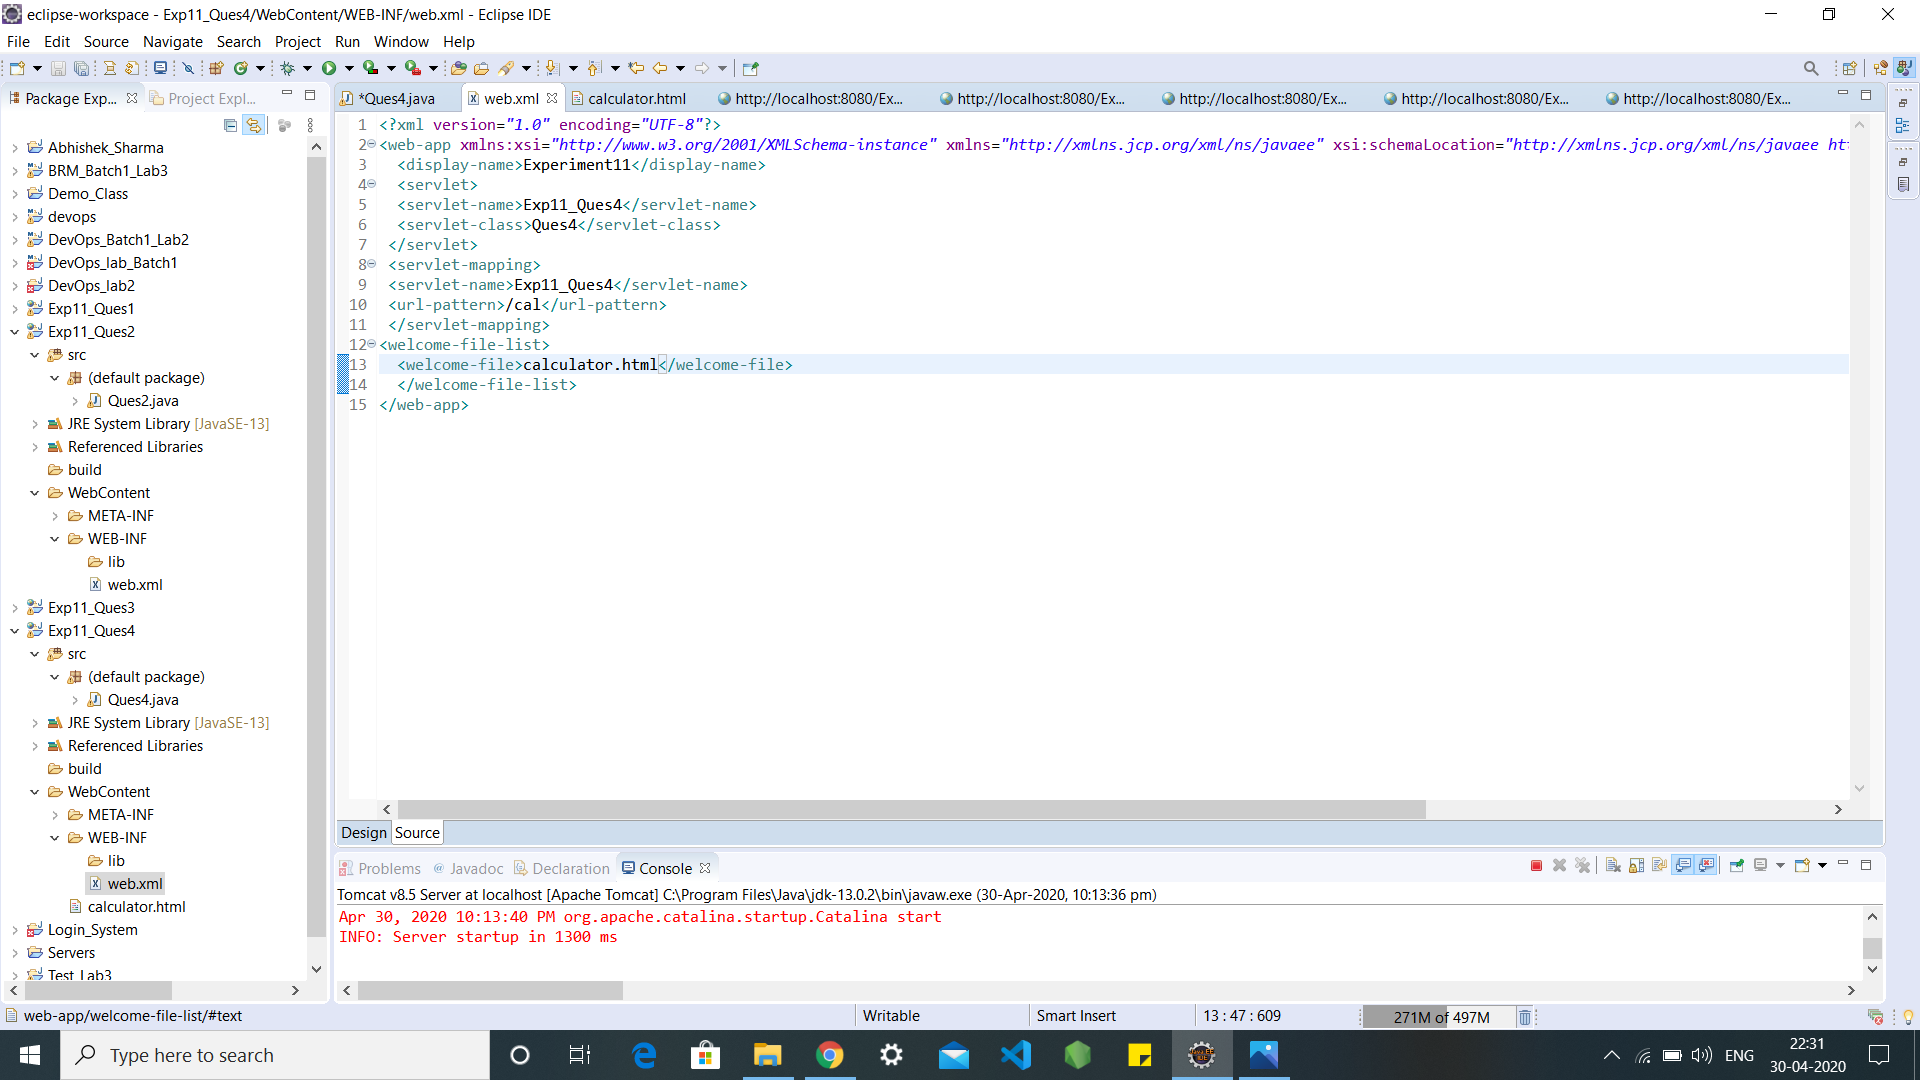 eclipse-workspace - Exp11_Ques4/WebContent/WEB-INF/web.xml - Eclipse IDE
File Edit Source Navigate Search Project Run Window Help
Package Exp... Project Expl...
*Ques4.java web.xml calculator.html http://localhost:8080/Ex... http://localhost:8080/Ex... http://localhost:8080/Ex... http://localhost:8080/Ex... http://localhost:8080/Ex...
Abhishek_Sharma
BRM_Batch1_Lab3
Demo_Class
devops
DevOps_Batch1_Lab2
DevOps_lab_Batch1
DevOps_lab2
Exp11_Ques1
Exp11_Ques2
src
(default package)
Ques2.java
JRE System Library [JavaSE-13]
Referenced Libraries
build
WebContent
META-INF
WEB-INF
lib
web.xml
Exp11_Ques3
Exp11_Ques4
src
(default package)
Ques4.java
JRE System Library [JavaSE-13]
Referenced Libraries
build
WebContent
META-INF
WEB-INF
lib
web.xml
calculator.html
Login_System
Servers
Test_Lab3
1 <?xml version="1.0" encoding="UTF-8"?>
2 <web-app xmlns:xsi="http://www.w3.org/2001/XMLSchema-instance" xmlns="http://xmlns.jcp.org/xml/ns/javaee" xsi:schemaLocation="http://xmlns.jcp.org/xml/ns/javaee htt
3 <display-name>Experiment11</display-name>
4 <servlet>
5 <servlet-name>Exp11_Ques4</servlet-name>
6 <servlet-class>Ques4</servlet-class>
7 </servlet>
8 <servlet-mapping>
9 <servlet-name>Exp11_Ques4</servlet-name>
10 <url-pattern>/cal</url-pattern>
11 </servlet-mapping>
12 <welcome-file-list>
13 <welcome-file>calculator.html</welcome-file>
14 </welcome-file-list>
15 </web-app>
Design Source
Problems Javadoc Declaration Console
Tomcat v8.5 Server at localhost [Apache Tomcat] C:\Program Files\Java\jdk-13.0.2\bin\javaw.exe (30-Apr-2020, 10:13:36 pm)
Apr 30, 2020 10:13:40 PM org.apache.catalina.startup.Catalina start
INFO: Server startup in 1300 ms
web-app/welcome-file-list/#text Writable Smart Insert 13 : 47 : 609 271M of 497M
Type here to search
ENG
22:31
30-04-2020